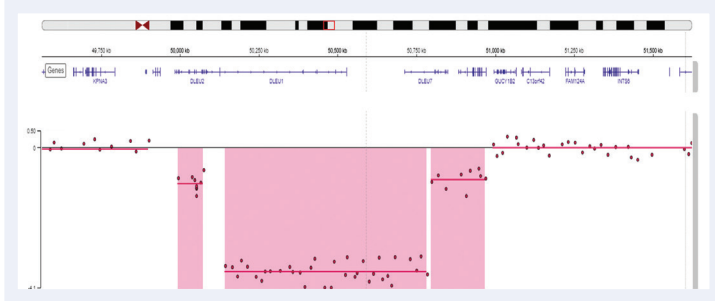 49,750 kb 50,000 kb 50,250 kb 50,500 kb 50,750 kb 51,000 kb 51,250 kb 51,500 kb
Genes
KPNA3 DLEU2 DLEU1 DLEU7 GUCY1B2 C13orf42 FAM124A INTS6
0.50
0